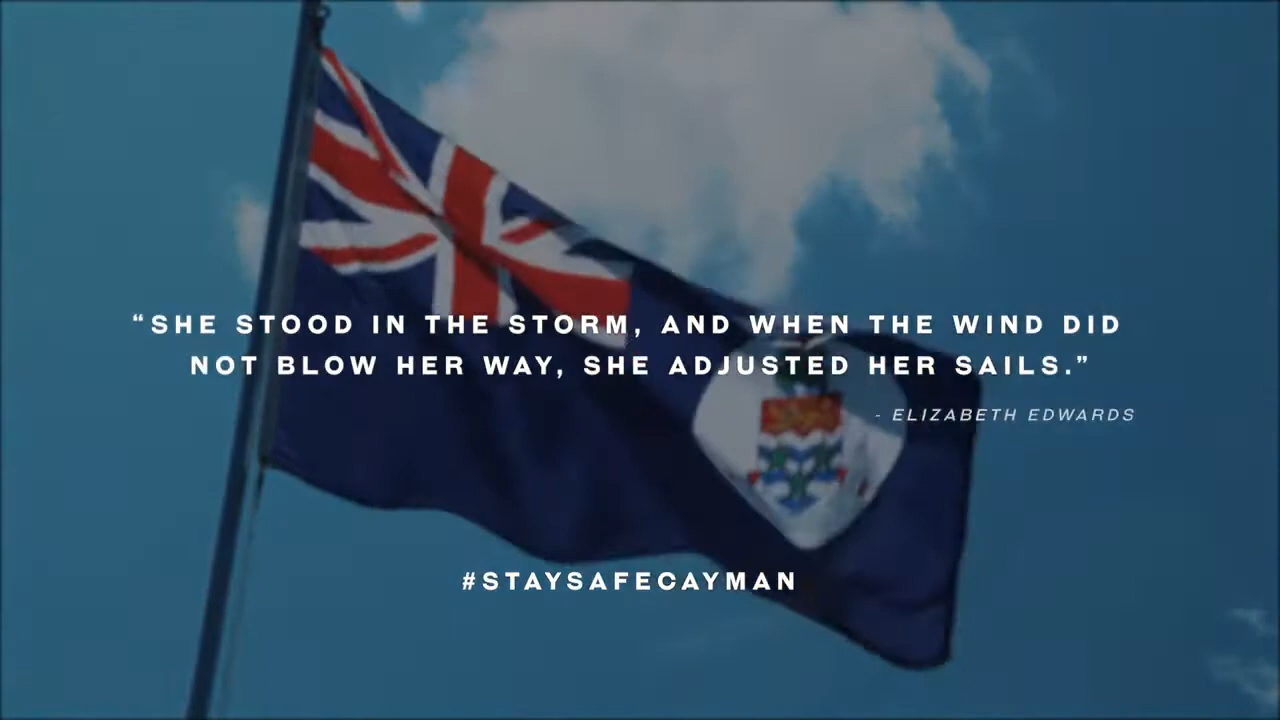 “SHE STOOD IN THE STORM, AND WHEN THE WIND DID
NOT BLOW HER WAY, SHE ADJUSTED HER SAILS.”
- ELIZABETH EDWARDS
#STAYSAFECAYMAN